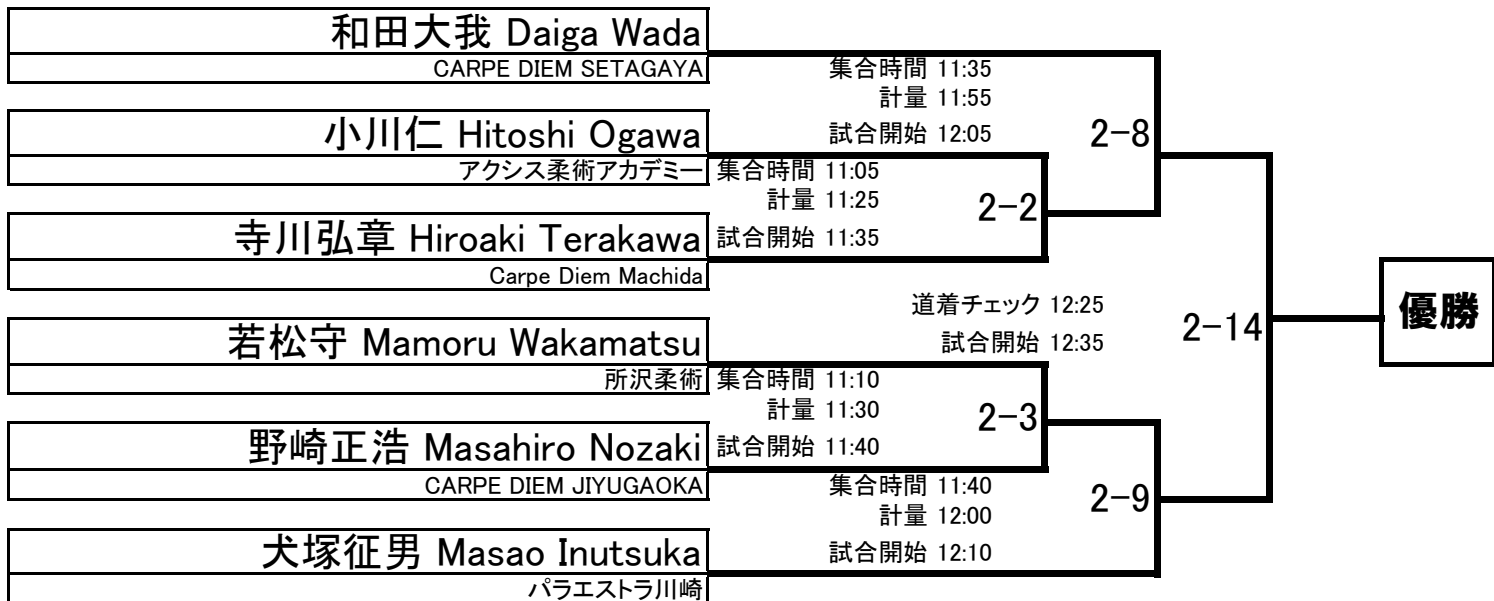 和田大我 Daiga Wada
CARPE DIEM SETAGAYA
集合時間 11:35
計量 11:55
試合開始 12:05
2-8
小川仁 Hitoshi Ogawa
アクシス柔術アカデミー
集合時間 11:05
計量 11:25
試合開始 11:35
2-2
寺川弘章 Hiroaki Terakawa
Carpe Diem Machida
道着チェック 12:25
試合開始 12:35
2-14
優勝
若松守 Mamoru Wakamatsu
所沢柔術
集合時間 11:10
計量 11:30
試合開始 11:40
2-3
野崎正浩 Masahiro Nozaki
CARPE DIEM JIYUGAOKA
集合時間 11:40
計量 12:00
試合開始 12:10
2-9
犬塚征男 Masao Inutsuka
パラエストラ川崎